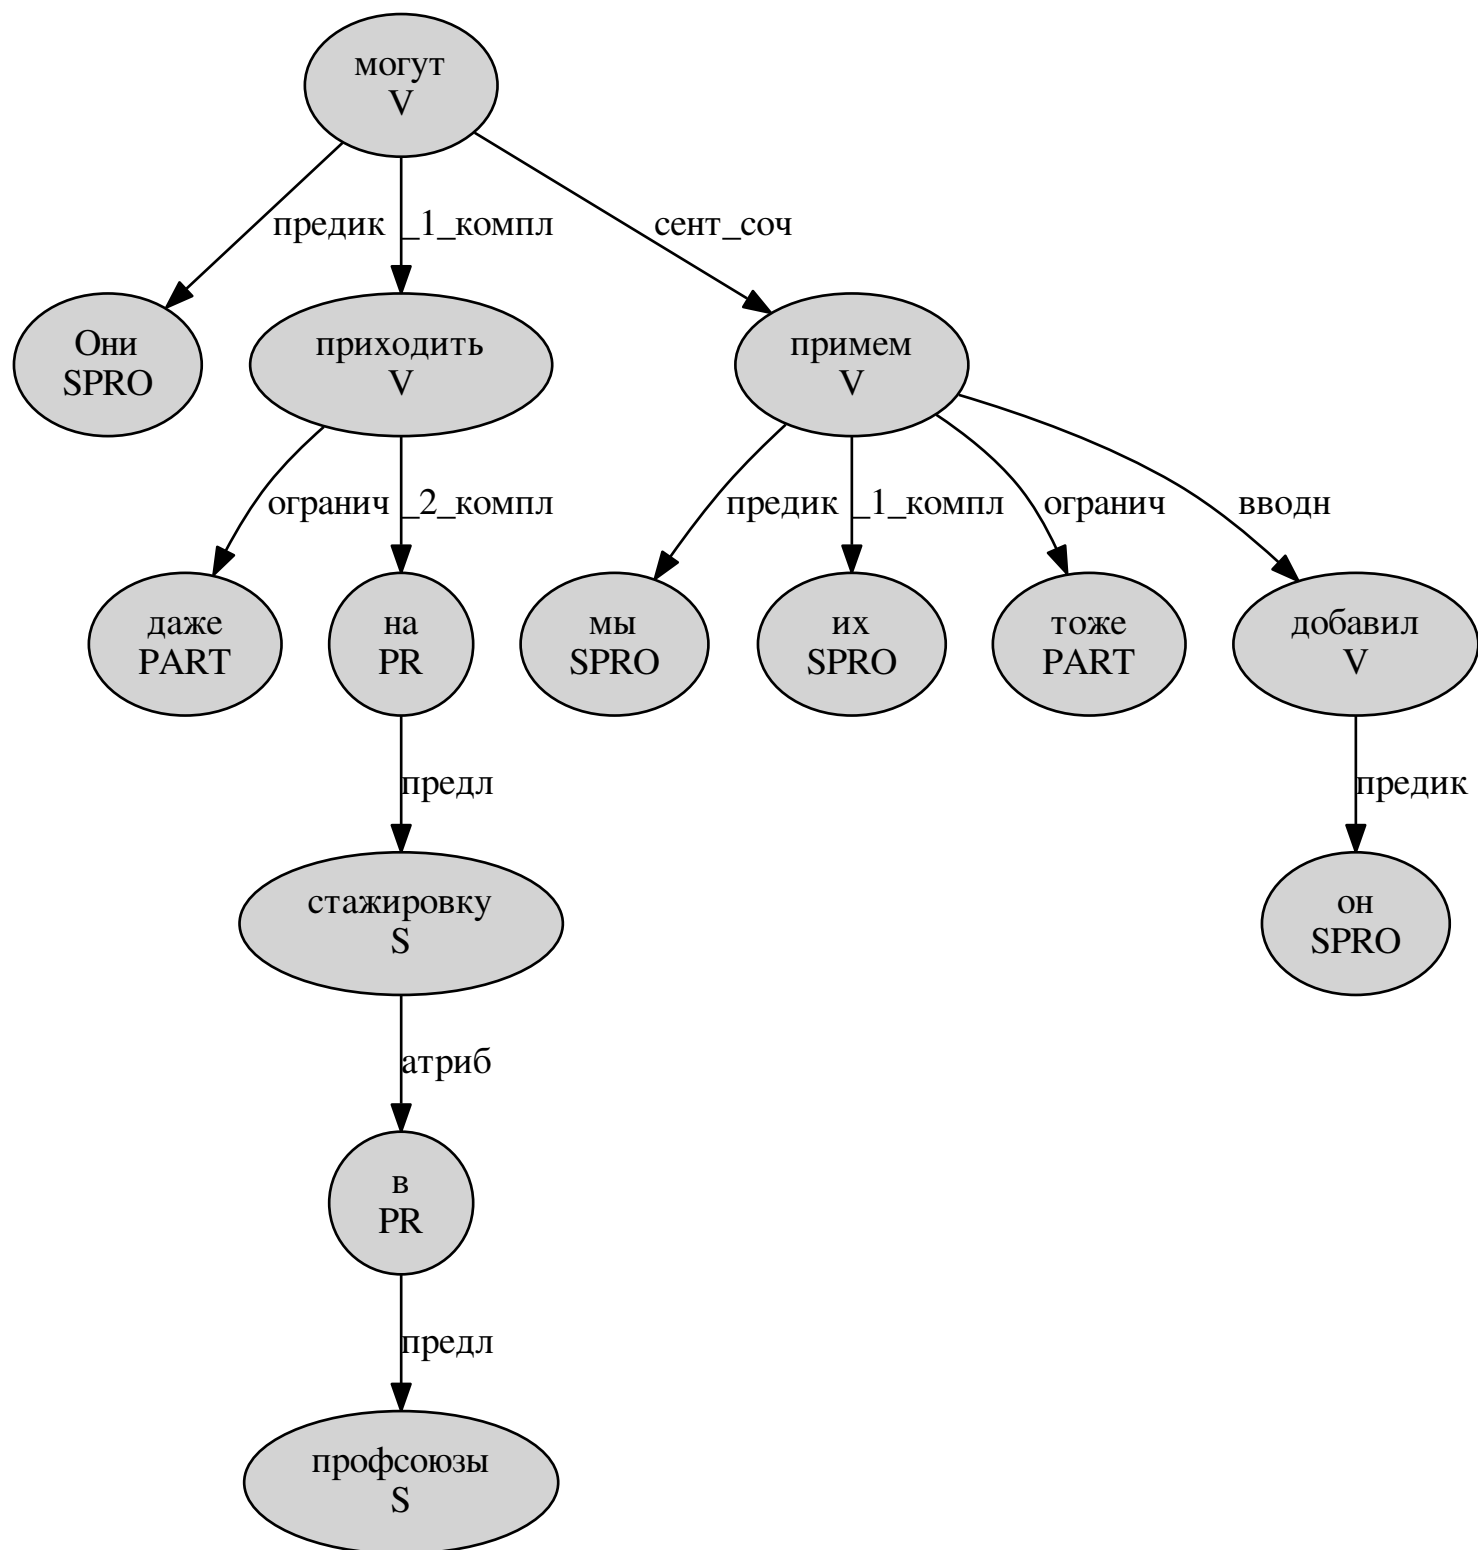 могут
V
предик
_1_компл
сент_соч
Они
SPRO
приходить
V
примем
V
огранич
_2_компл
предик
_1_компл
огранич
вводн
даже
PART
на
PR
мы
SPRO
их
SPRO
тоже
PART
добавил
V
предл
предик
стажировку
S
он
SPRO
атриб
в
PR
предл
профсоюзы
S